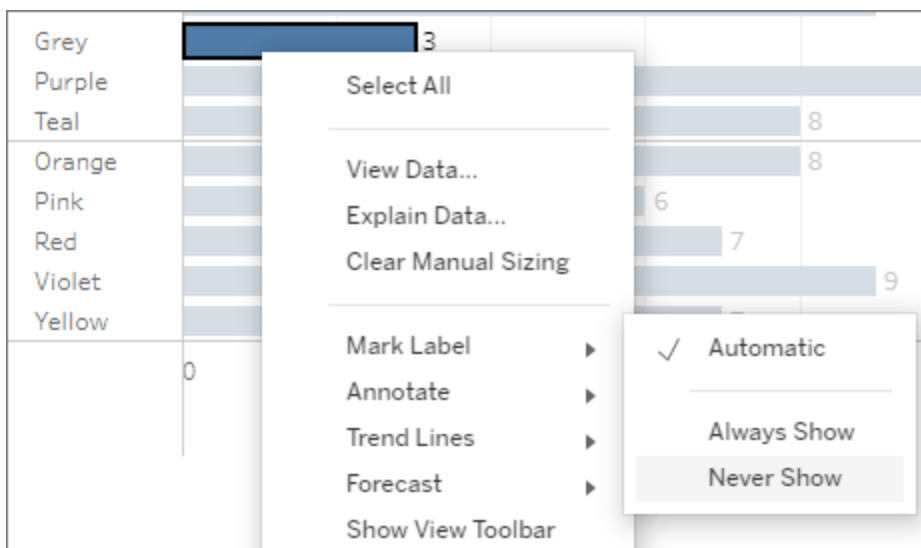 Grey 3
Purple
Teal 8
Orange 8
Pink 6
Red 7
Violet 9
Yellow
0
Select All
View Data...
Explain Data...
Clear Manual Sizing
Mark Label
Annotate
Trend Lines
Forecast
Show View Toolbar
Automatic
Always Show
Never Show